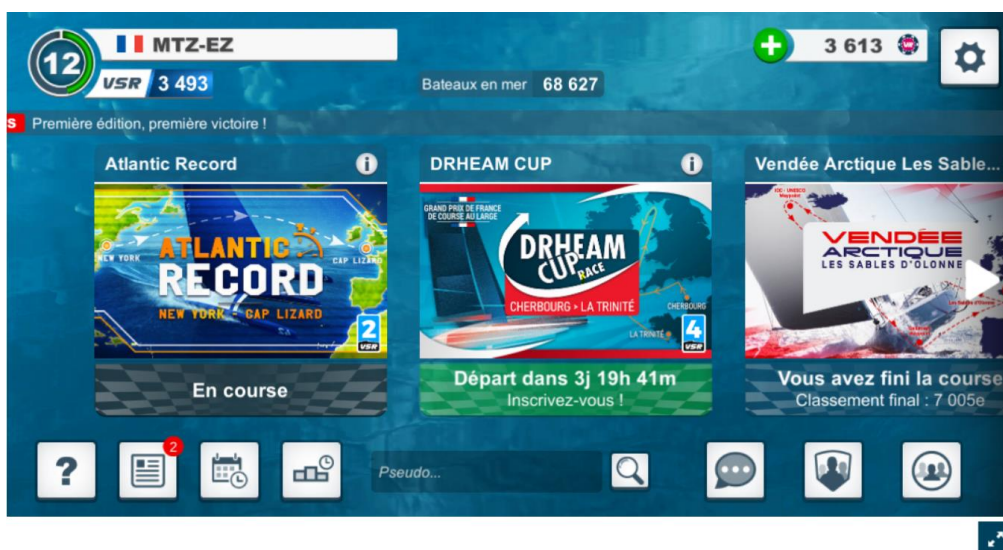 12
MTZ-EZ
3 613
VSR 3 493
Bateaux en mer 68 627
S Première édition, première victoire !
Atlantic Record
i
DRHEAM CUP
i
Vendée Arctique Les Sable...
NEW YORK
ATLANTIC
RECORD
NEW YORK - CAP LIZARD
CAP LIZARD
2
VSR
GRAND PRIX DE FRANCE
DE COURSE AU LARGE
DRHEAM
CUP RACE
CHERBOURG > LA TRINITÉ
CHERBOURG
LA TRINITÉ
4
VSR
VENDÉE
ARCTIQUE
LES SABLES D'OLONNE
En course
Départ dans 3j 19h 41m
Inscrivez-vous !
Vous avez fini la course
Classement final : 7 005e
?
2
Pseudo...